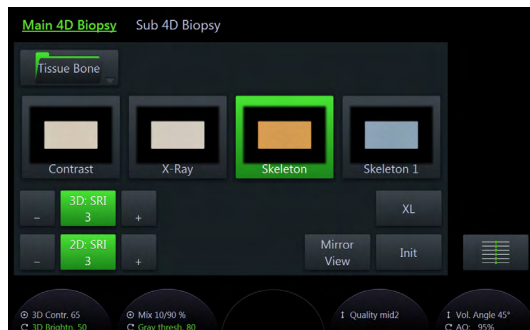 Main 4D Biopsy Sub 4D Biopsy
Tissue Bone
Contrast X-Ray Skeleton Skeleton 1
3D: SRI
– 3 + XL
2D: SRI
– 3 +
Mirror
View
Init
3D Contr. 65 Mix 10/90 % Quality mid2 Vol. Angle 45°
3D Brightn. 50 Gray thresh. 80 AO: 95%